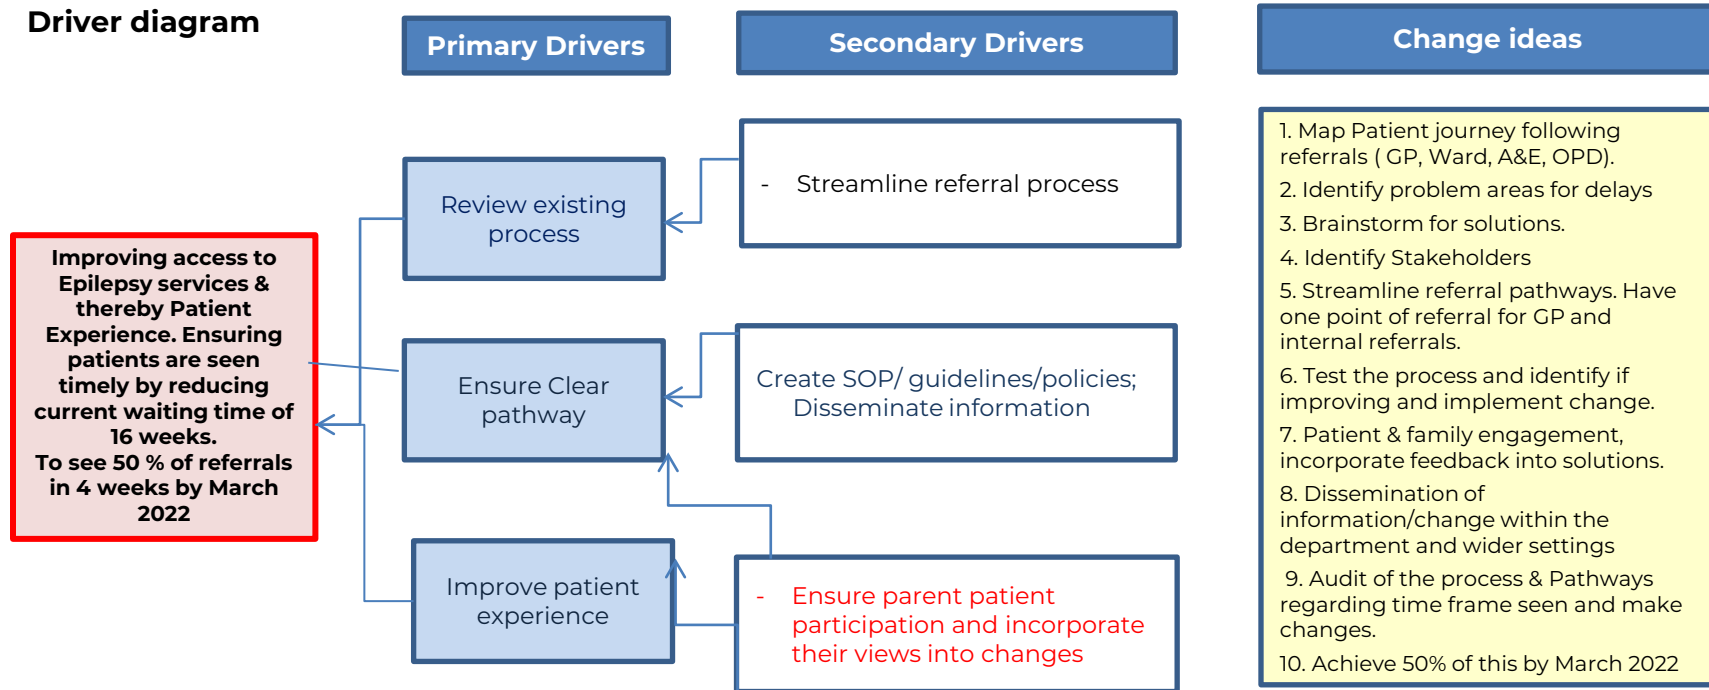 Driver diagram
Primary Drivers
Secondary Drivers
Change ideas
Improving access to
Epilepsy services &
thereby Patient
Experience. Ensuring
patients are seen
timely by reducing
current waiting time of
16 weeks.
To see 50 % of referrals
in 4 weeks by March
2022
Review existing
process
Ensure Clear
pathway
Improve patient
experience
- Streamline referral process
Create SOP/ guidelines/policies;
Disseminate information
- Ensure parent patient
participation and incorporate
their views into changes
1. Map Patient journey following
referrals ( GP, Ward, A&E, OPD).
2. Identify problem areas for delays
3. Brainstorm for solutions.
4. Identify Stakeholders
5. Streamline referral pathways. Have
one point of referral for GP and
internal referrals.
6. Test the process and identify if
improving and implement change.
7. Patient & family engagement,
incorporate feedback into solutions.
8. Dissemination of
information/change within the
department and wider settings
9. Audit of the process & Pathways
regarding time frame seen and make
changes.
10. Achieve 50% of this by March 2022